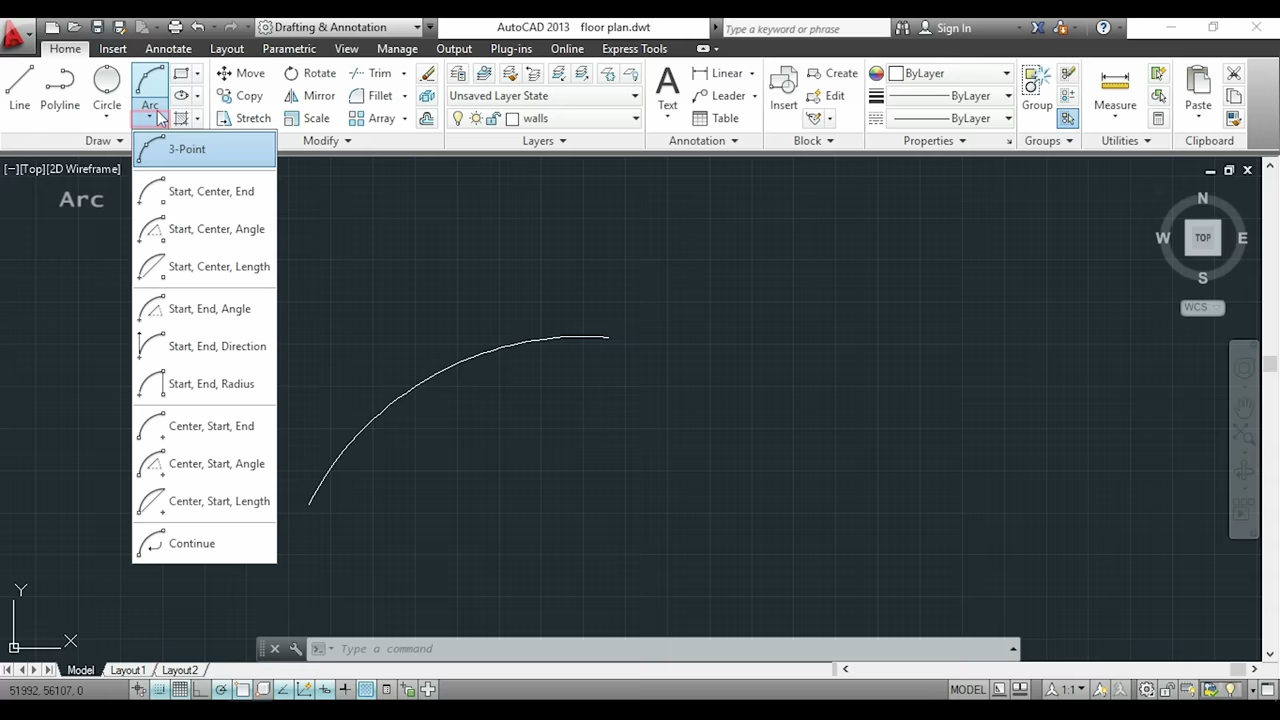 Drafting & Annotation
AutoCAD 2013 floor plan.dwt
Type a keyword or phrase
Sign In
Home Insert Annotate Layout Parametric View Manage Output Plug-ins Online Express Tools
Line Polyline Circle Arc
Move Rotate Trim
Copy Mirror Fillet
Stretch Scale Array
Unsaved Layer State
walls
Text
Linear
Leader
Table
Insert
Create
Edit
ByLayer
ByLayer
ByLayer
Group
Measure
Paste
Draw Modify Layers Annotation Block Properties Groups Utilities Clipboard
[−][Top][2D Wireframe]
Arc
3-Point
Start, Center, End
Start, Center, Angle
Start, Center, Length
Start, End, Angle
Start, End, Direction
Start, End, Radius
Center, Start, End
Center, Start, Angle
Center, Start, Length
Continue
N
W TOP E
S
WCS
Y
X
Type a command
Model Layout1 Layout2
51992, 56107, 0
MODEL
1:1